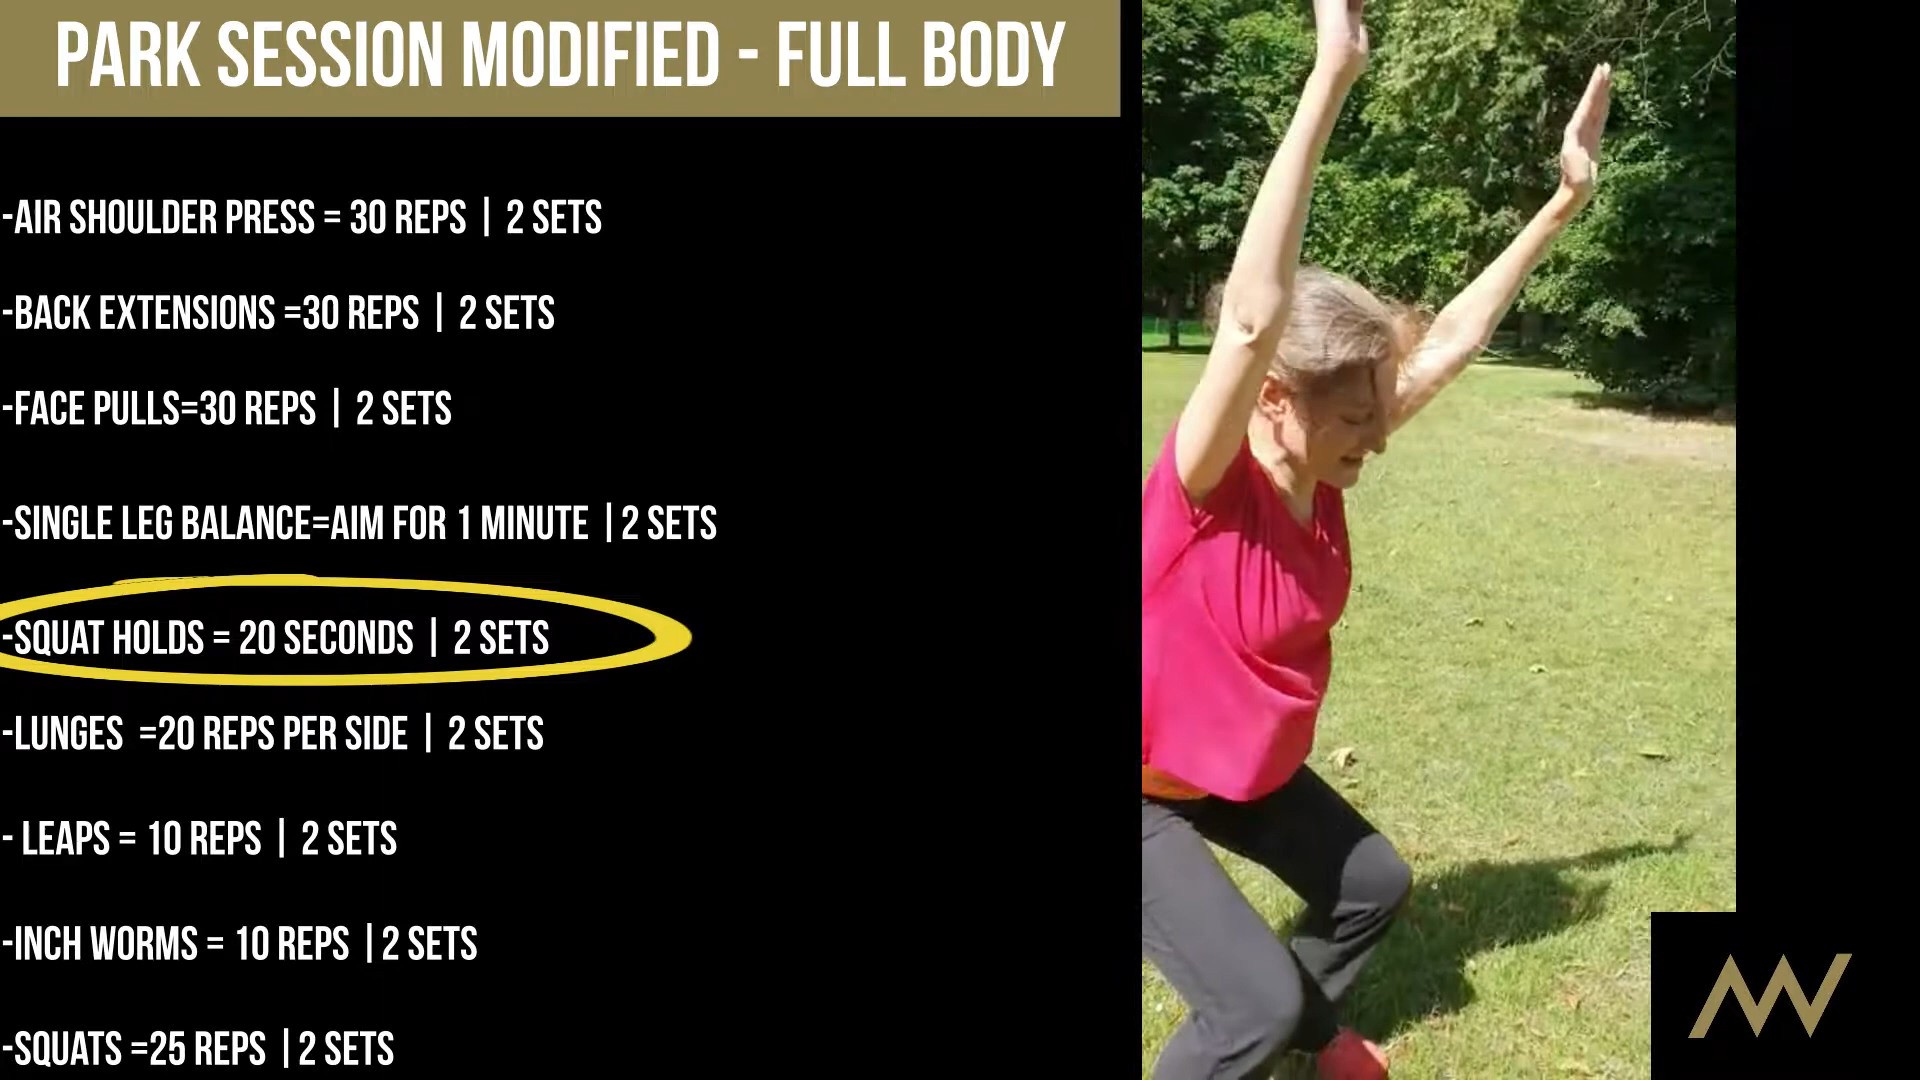 PARK SESSION MODIFIED - FULL BODY
-AIR SHOULDER PRESS = 30 REPS | 2 SETS
-BACK EXTENSIONS =30 REPS | 2 SETS
-FACE PULLS=30 REPS | 2 SETS
-SINGLE LEG BALANCE=AIM FOR 1 MINUTE |2 SETS
-SQUAT HOLDS = 20 SECONDS | 2 SETS
-LUNGES =20 REPS PER SIDE | 2 SETS
- LEAPS = 10 REPS | 2 SETS
-INCH WORMS = 10 REPS |2 SETS
-SQUATS =25 REPS |2 SETS